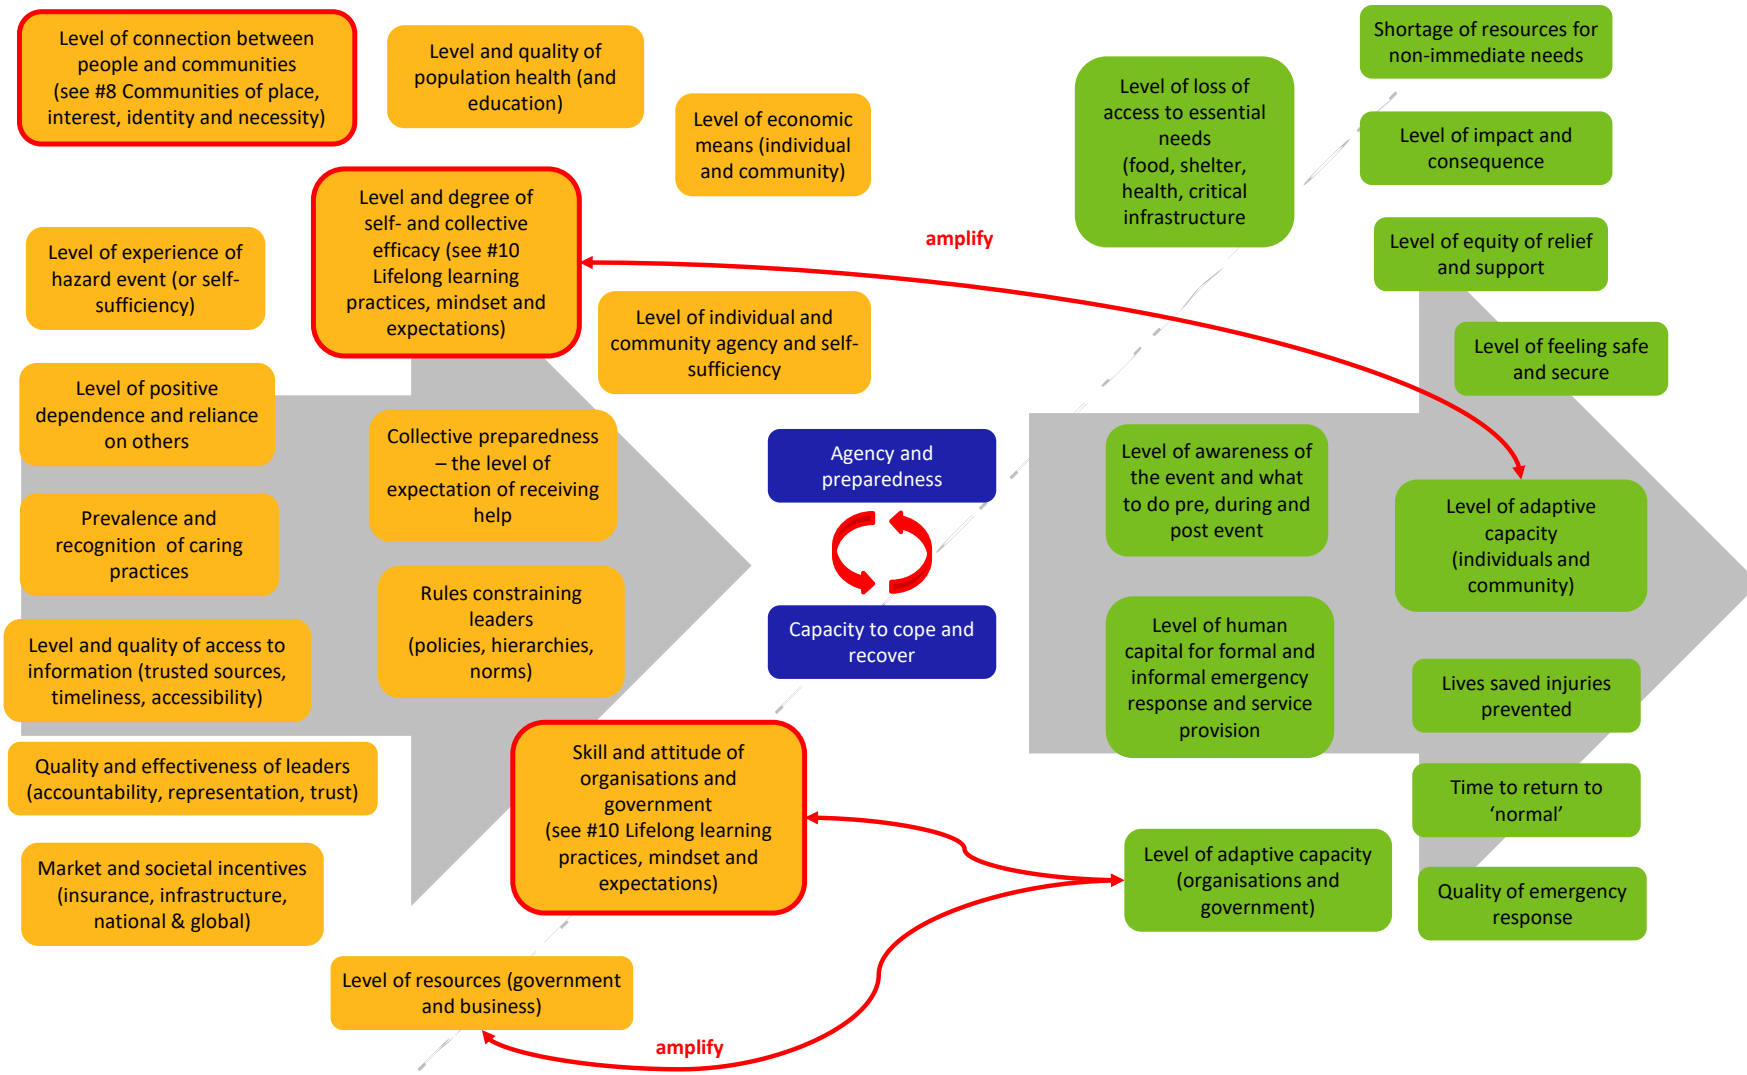 Level of connection between
people and communities
(see #8 Communities of place,
interest, identity and necessity)
Level and quality of
population health (and
education)
Level of economic
means (individual
and community)
Level and degree of
self- and collective
efficacy (see #10
Lifelong learning
practices, mindset and
expectations)
Level of experience of
hazard event (or self-
sufficiency)
Level of individual and
community agency and self-
sufficiency
Level of positive
dependence and reliance
on others
Collective preparedness
– the level of
expectation of receiving
help
Prevalence and
recognition  of caring
practices
Rules constraining
leaders
(policies, hierarchies,
norms)
Level and quality of access to
information (trusted sources,
timeliness, accessibility)
Quality and effectiveness of leaders
(accountability, representation, trust)
Skill and attitude of
organisations and
government
(see #10 Lifelong learning
practices, mindset and
expectations)
Market and societal incentives
(insurance, infrastructure,
national & global)
Level of resources (government
and business)
Agency and
preparedness
Capacity to cope and
recover
amplify
amplify
Shortage of resources for
non-immediate needs
Level of loss of
access to essential
needs
(food, shelter,
health, critical
infrastructure
Level of impact and
consequence
Level of equity of relief
and support
Level of feeling safe
and secure
Level of awareness of
the event and what
to do pre, during and
post event
Level of adaptive
capacity
(individuals and
community)
Level of human
capital for formal and
informal emergency
response and service
provision
Lives saved injuries
prevented
Time to return to
‘normal’
Level of adaptive capacity
(organisations and
government)
Quality of emergency
response